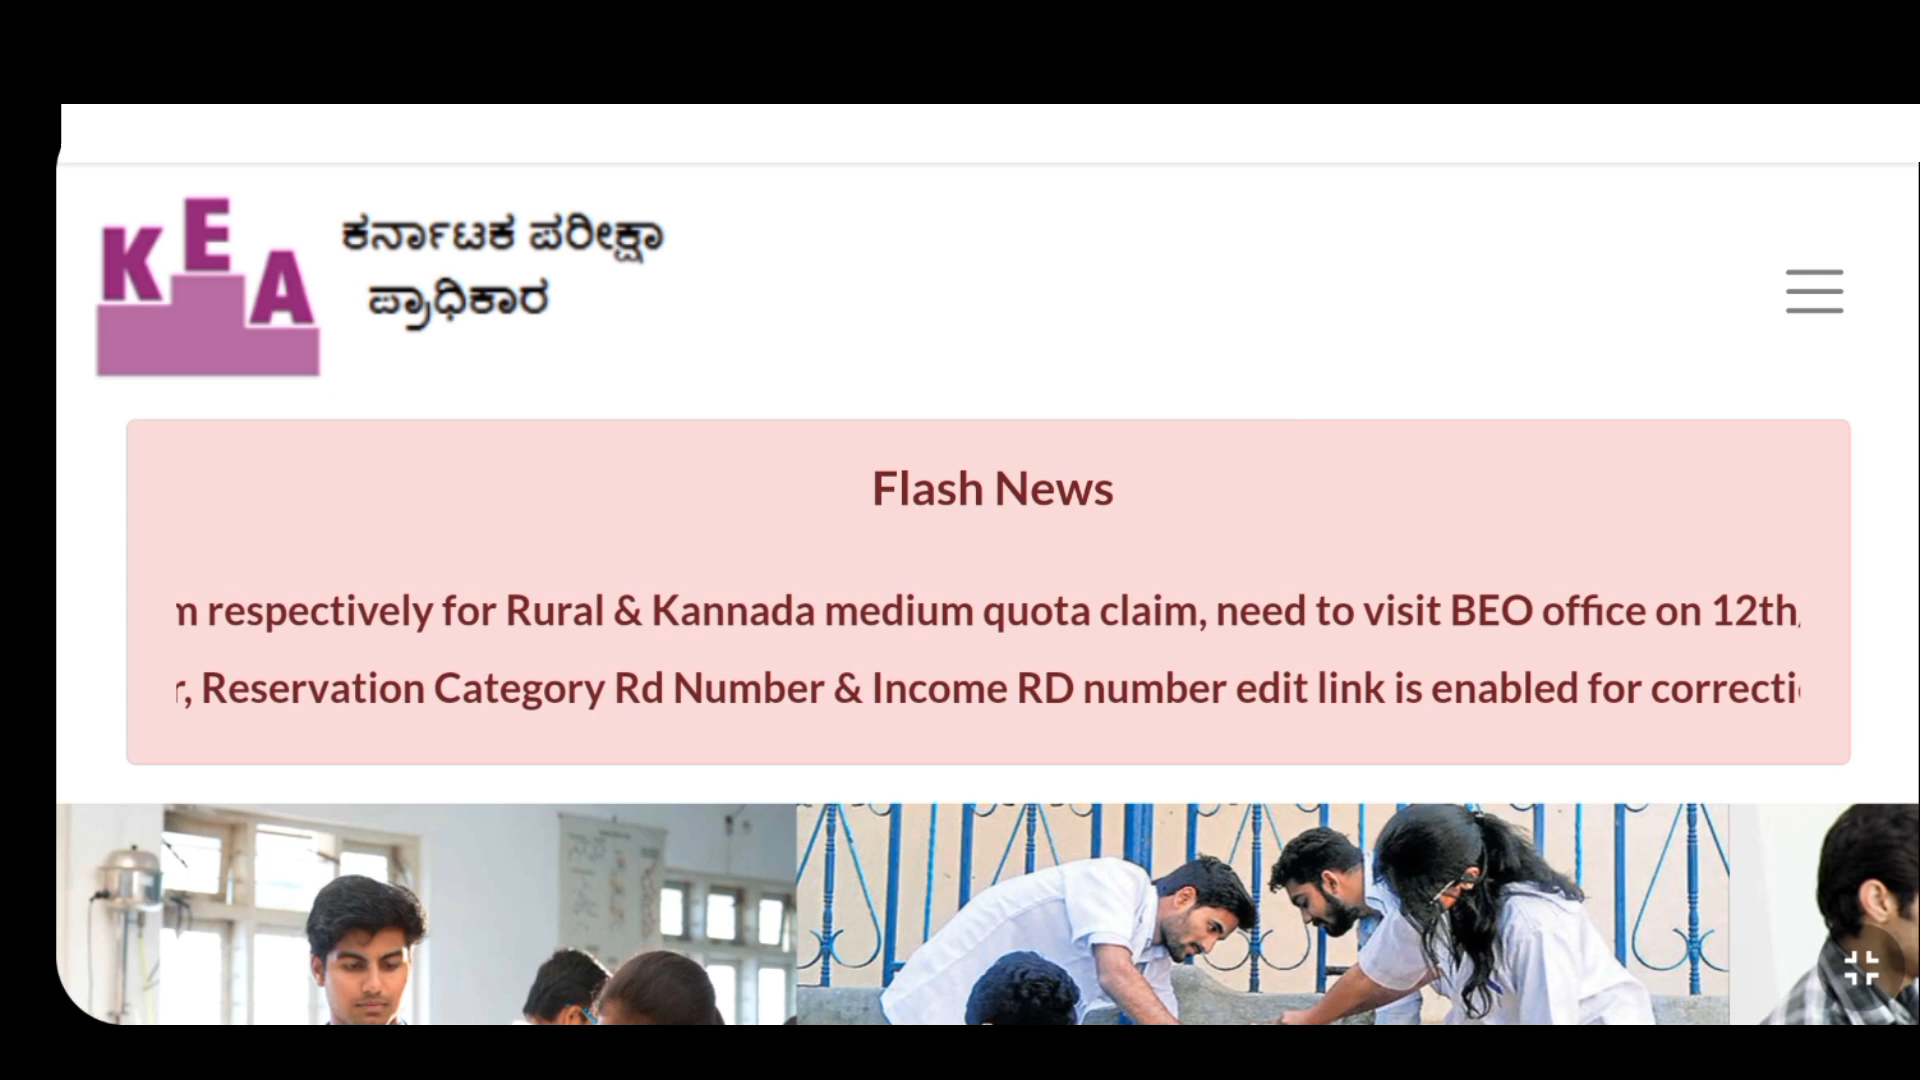 KEA
ಕರ್ನಾಟಕ ಪರೀಕ್ಷಾ
ಪ್ರಾಧಿಕಾರ
Flash News
respectively for Rural & Kannada medium quota claim, need to visit BEO office on 12th,
Reservation Category Rd Number & Income RD number edit link is enabled for